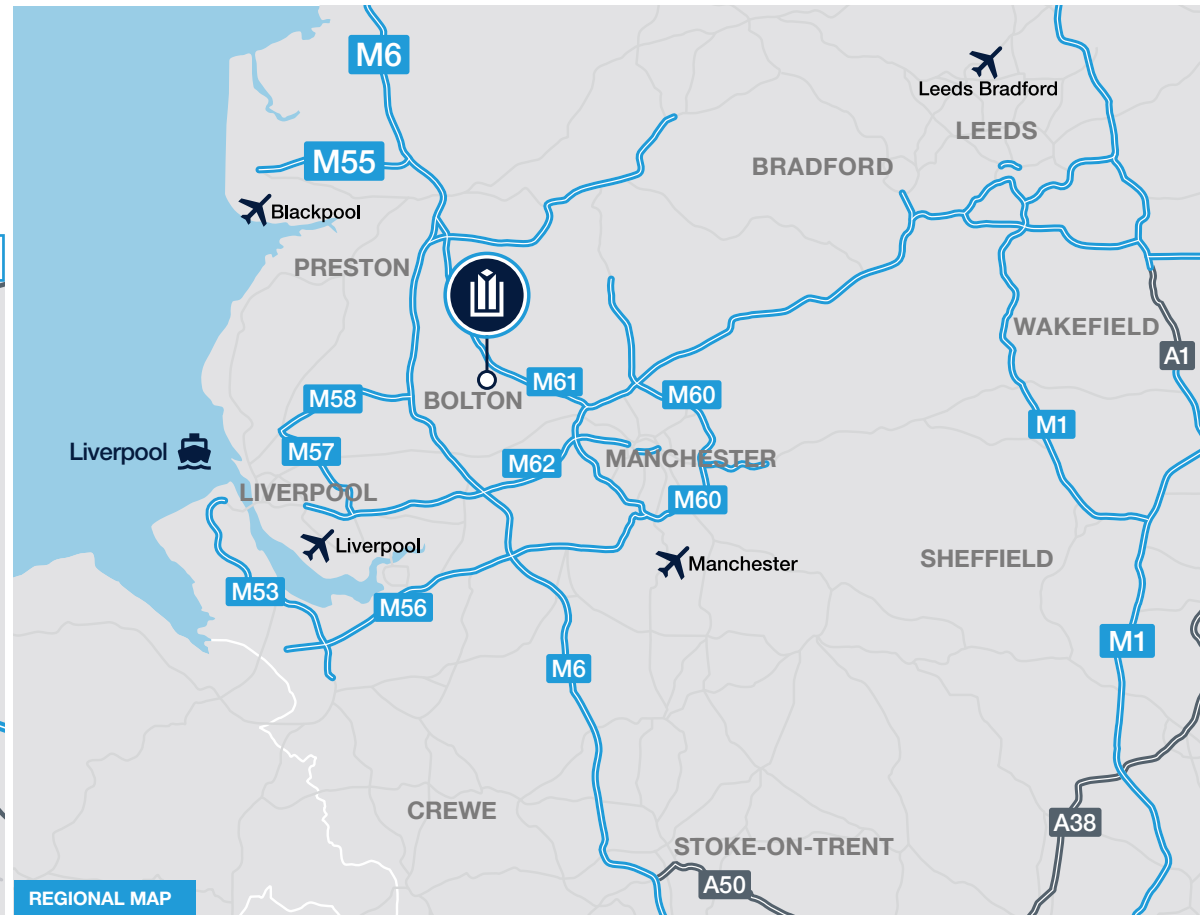 M6
Leeds Bradford
LEEDS
M55
BRADFORD
Blackpool
PRESTON
WAKEFIELD
A1
M61
M58
BOLTON
M60
M1
Liverpool
M57
M62
MANCHESTER
LIVERPOOL
M60
Liverpool
Manchester
SHEFFIELD
M53
M56
M1
M6
CREWE
A38
STOKE-ON-TRENT
A50
REGIONAL MAP